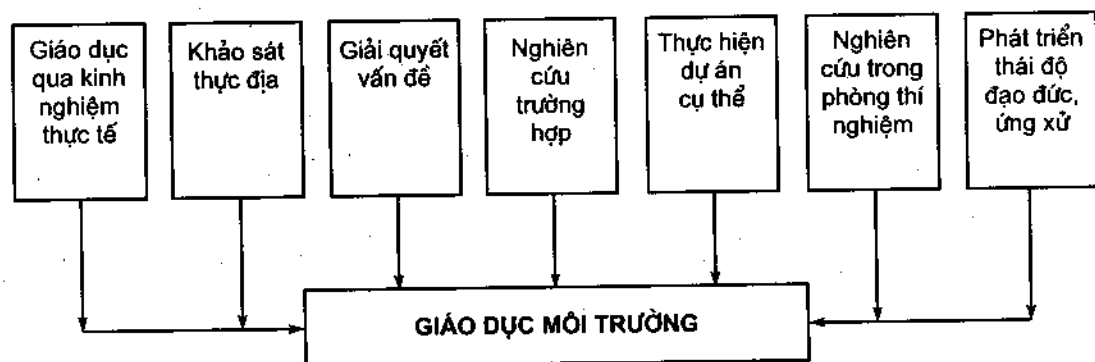 Giáo dục
qua kinh
nghiệm
thực tế
Khảo sát
thực địa
Giải quyết
vấn đề
Nghiên
cứu
trường
hợp
Thực hiện
dự án
cụ thể
Nghiên
cứu trong
phòng thí
nghiệm
Phát triển
thái độ
đạo đức,
ứng xử
GIÁO DỤC MÔI TRƯỜNG